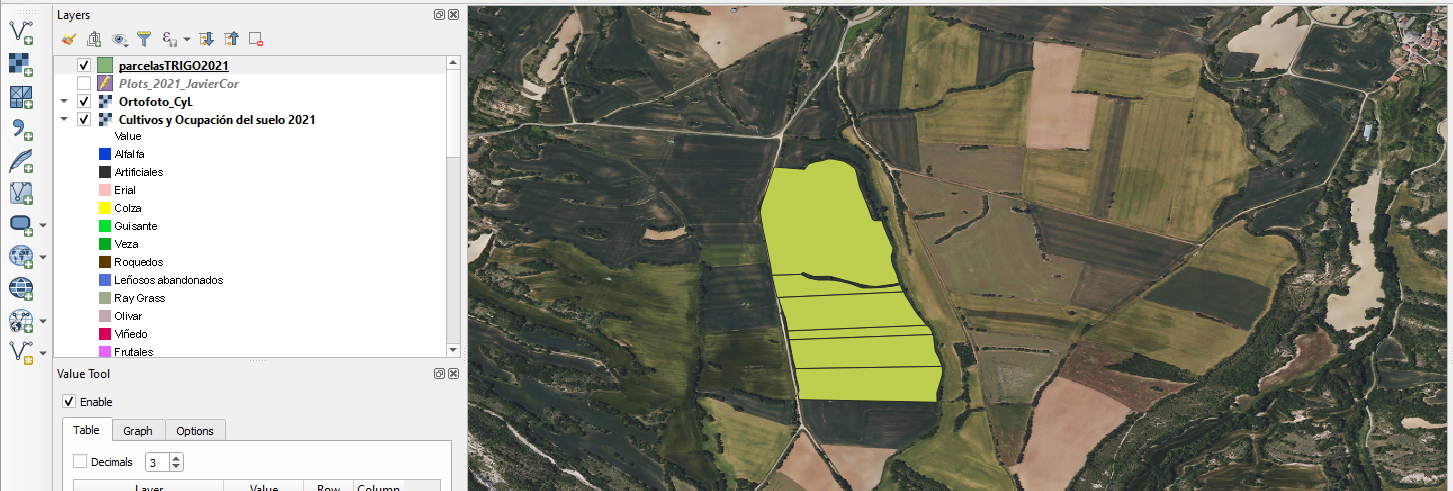 Layers
parcelasTRIGO2021
Plots_2021_JavierCor
Ortofoto_CyL
Cultivos y Ocupación del suelo 2021
Value
Alfalfa
Artificiales
Erial
Colza
Guisante
Veza
Roquedos
Leñosos abandonados
Ray Grass
Olivar
Viñedo
Frutales
Value Tool
Enable
Table Graph Options
Decimals 3
Layer Value Row Column